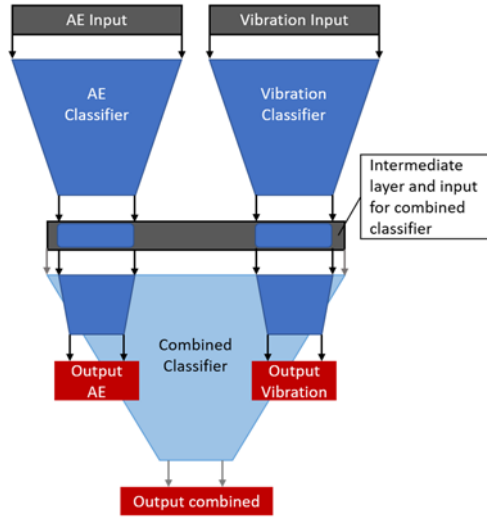 AE Input
Vibration Input
AE
Classifier
Vibration
Classifier
Intermediate
layer and input
for combined
classifier
Combined
Classifier
Output
AE
Output
Vibration
Output combined